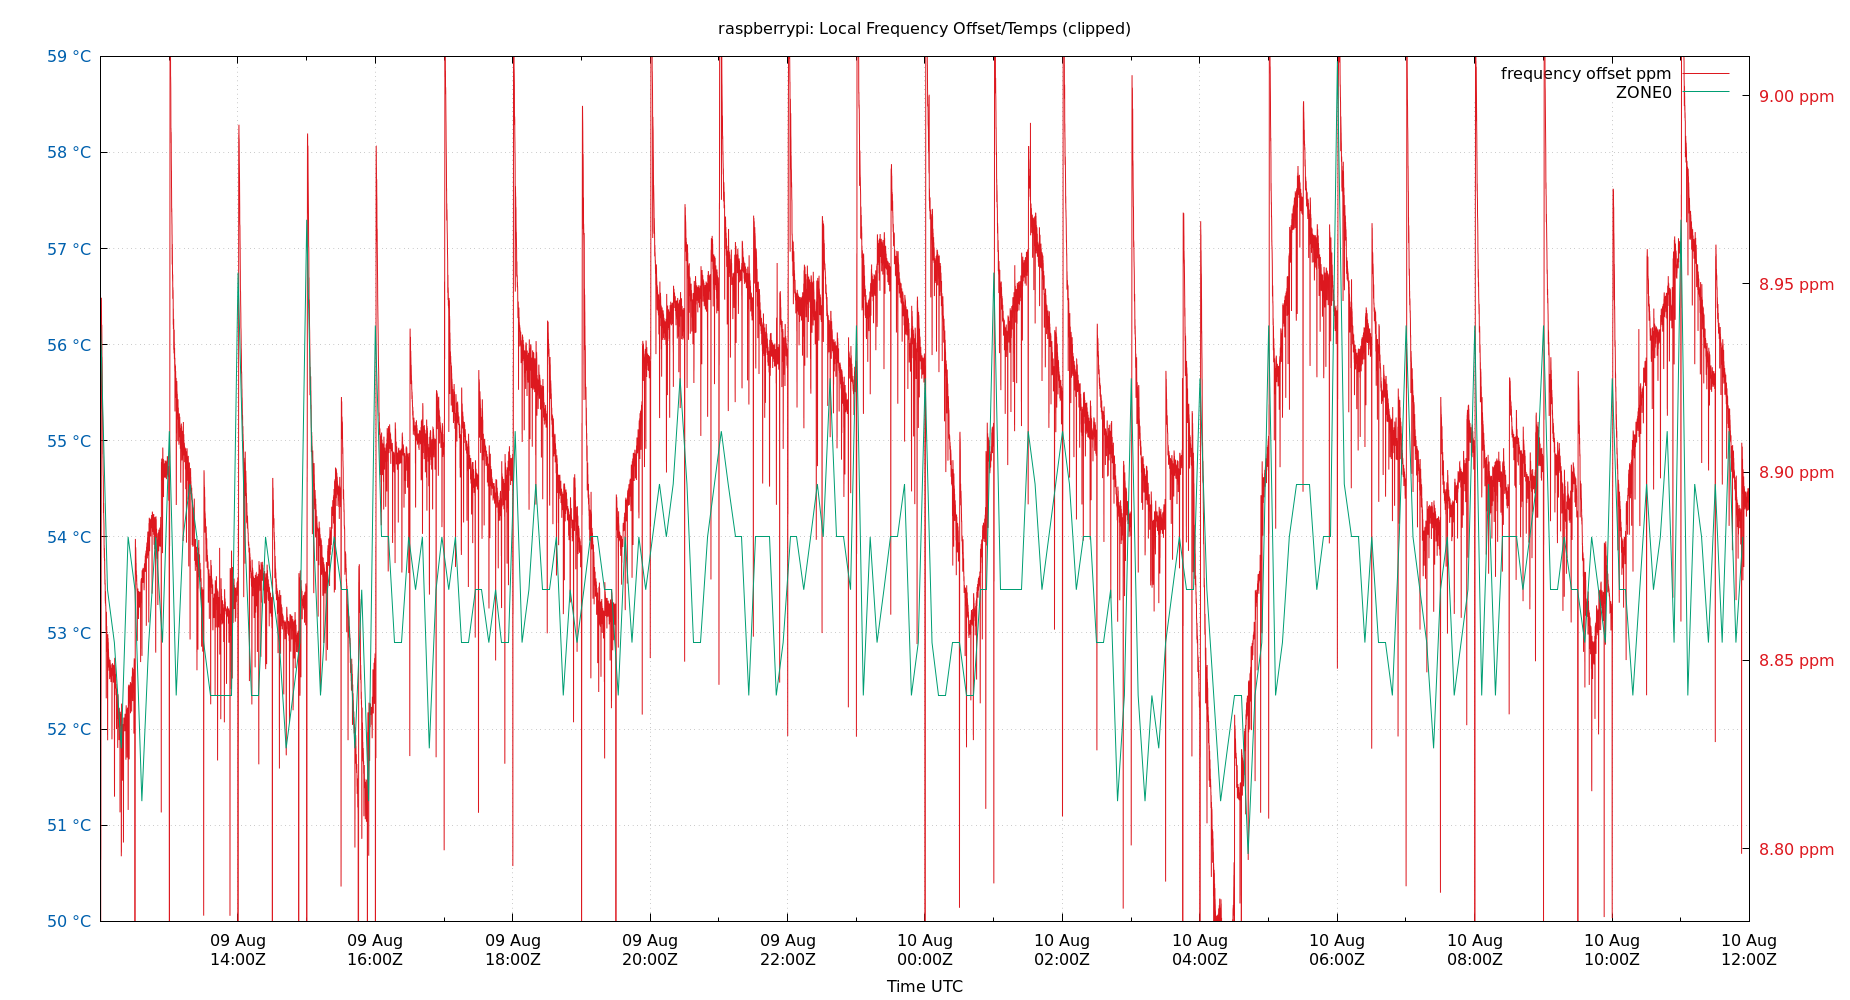 raspberrypi: Local Frequency Offset/Temps (clipped)
59 °C
58 °C
57 °C
56 °C
55 °C
54 °C
53 °C
52 °C
51 °C
50 °C
frequency offset ppm
ZONE0
9.00 ppm
8.95 ppm
8.90 ppm
8.85 ppm
8.80 ppm
09 Aug 09 Aug 09 Aug 09 Aug 09 Aug 10 Aug 10 Aug 10 Aug 10 Aug 10 Aug 10 Aug 10 Aug
14:00Z 16:00Z 18:00Z 20:00Z 22:00Z 00:00Z 02:00Z 04:00Z 06:00Z 08:00Z 10:00Z 12:00Z
Time UTC